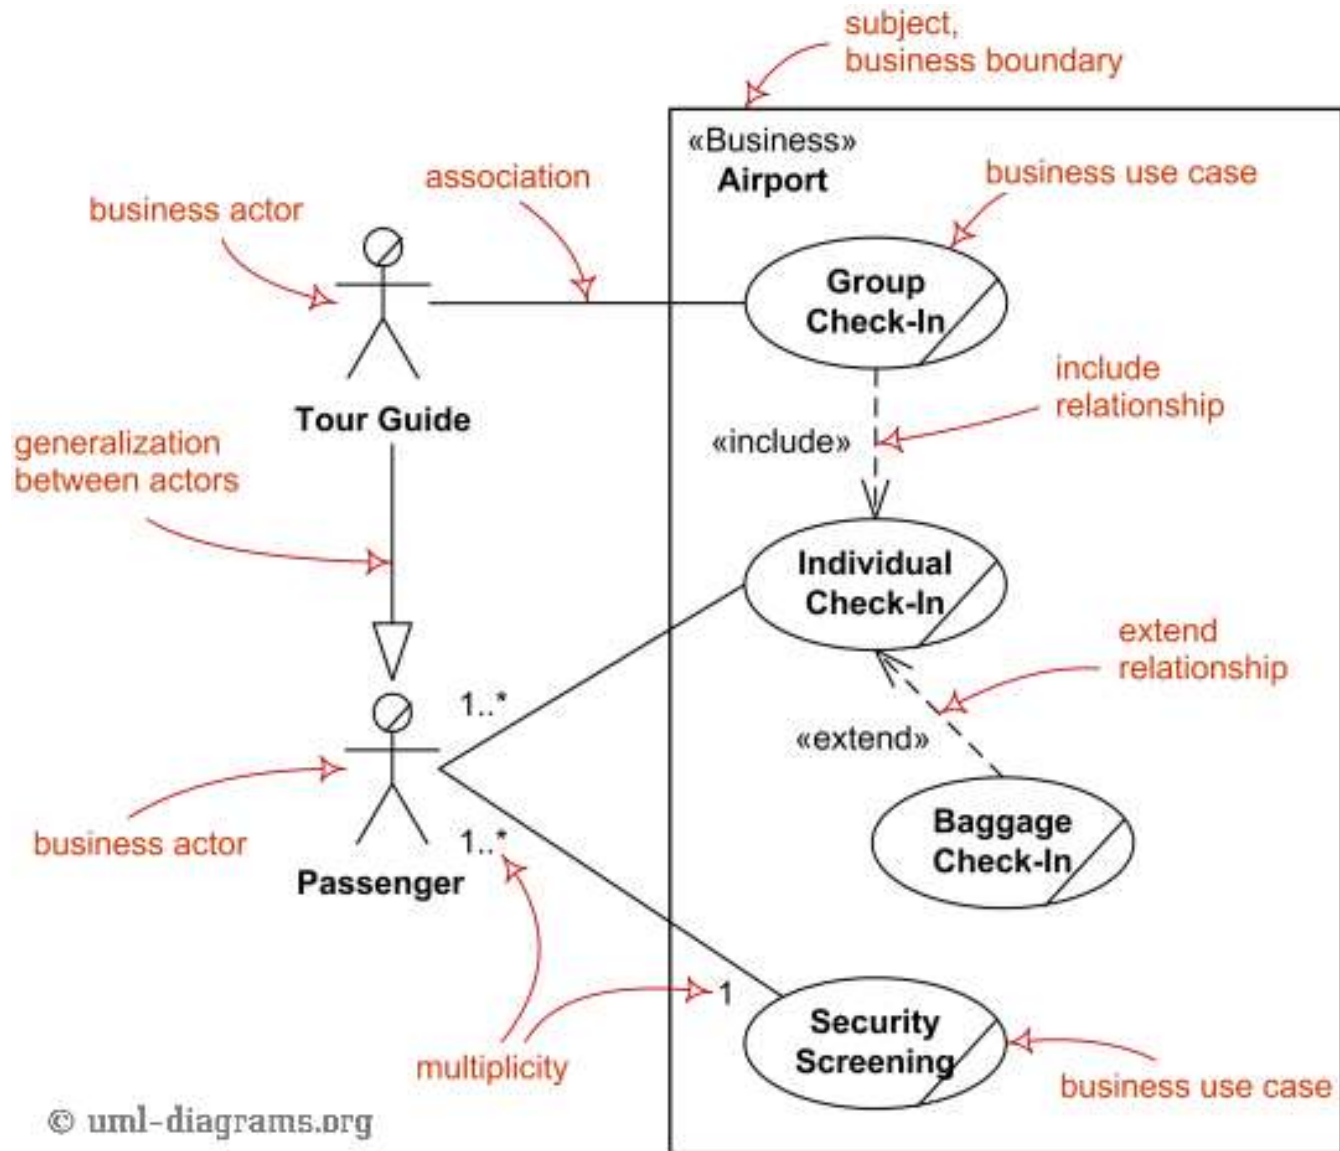 subject,
business boundary
«Business»
Airport
business use case
association
business actor
Group
Check-In
include
relationship
Tour Guide
«include»
generalization
between actors
Individual
Check-In
extend
relationship
1..*
«extend»
Baggage
Check-In
business actor
1..*
Passenger
1
Security
Screening
multiplicity
business use case
© uml-diagrams.org